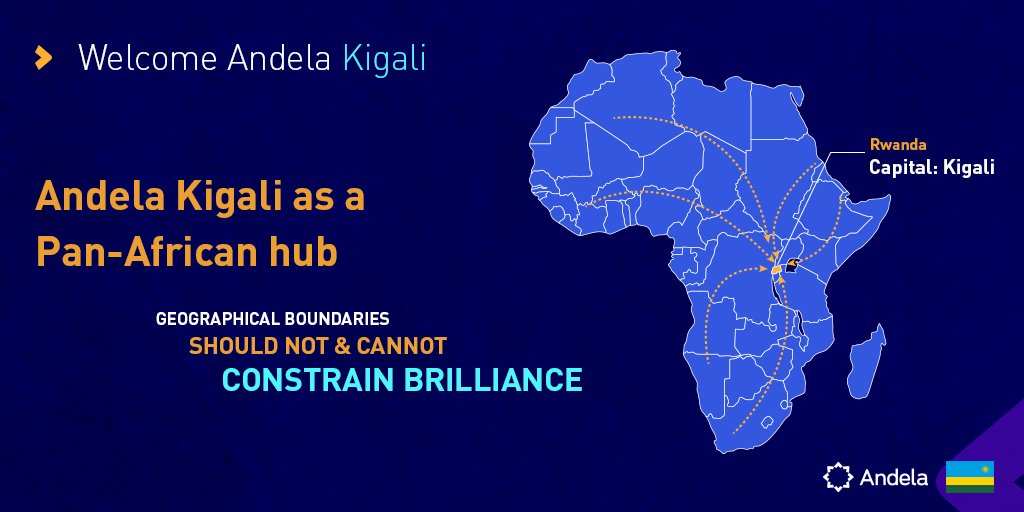 Welcome Andela Kigali
Andela Kigali as a
Pan-African hub
GEOGRAPHICAL BOUNDARIES
SHOULD NOT & CANNOT
CONSTRAIN BRILLIANCE
Rwanda
Capital: Kigali
Andela